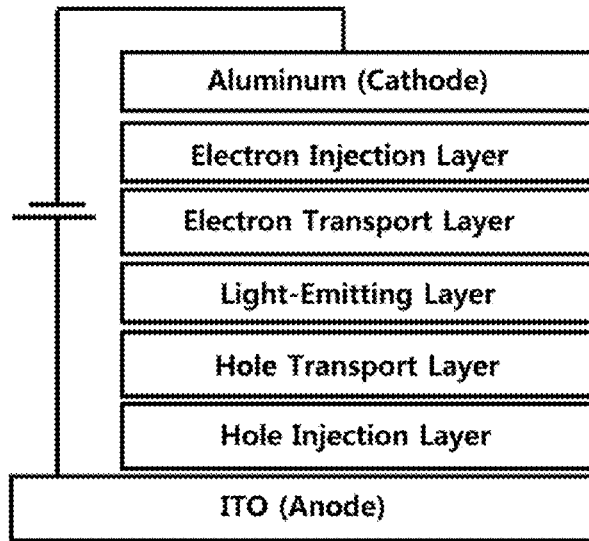 Aluminum (Cathode)
Electron Injection Layer
Electron Transport Layer
Light-Emitting Layer
Hole Transport Layer
Hole Injection Layer
ITO (Anode)